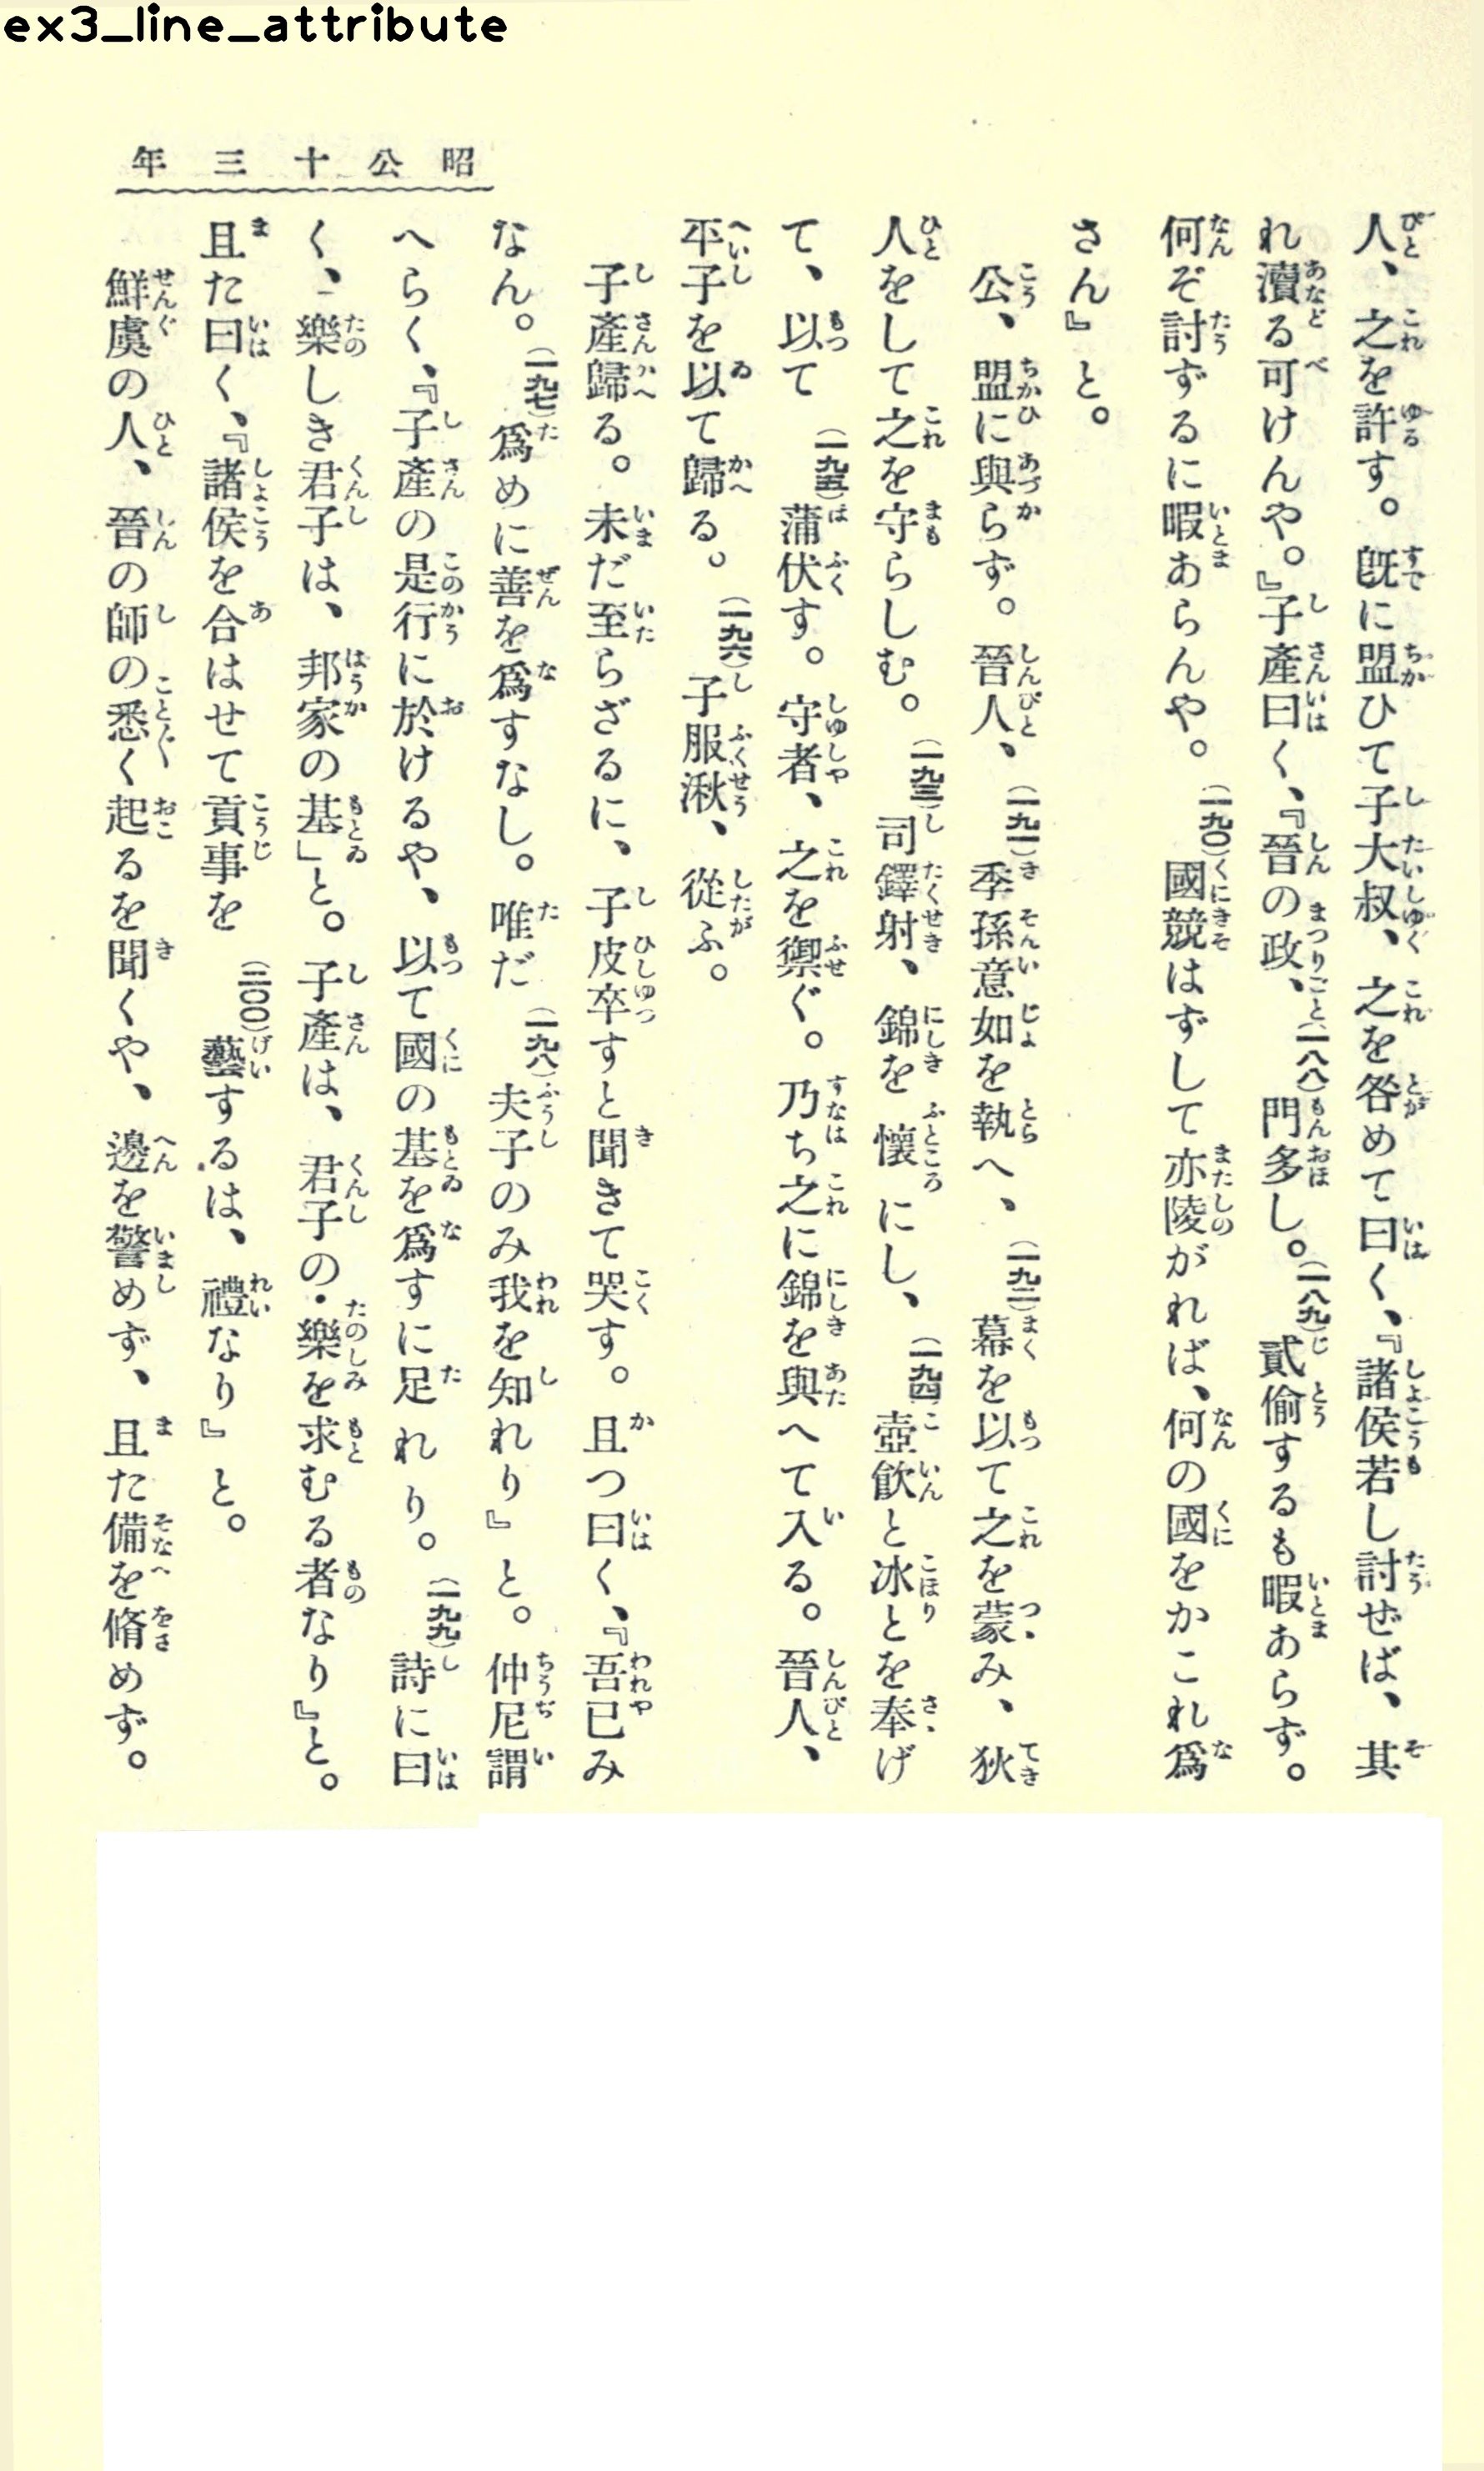 ex3_line_attribute
昭公十三年
人、之を許す。既に盟ひて子大叔、之を咎めて曰く、『諸侯若し討ぜば、其
れ瀆る可けんや。』子產曰く、『晉の政、(一八八)門多し。(一八九)貳偷するも暇あらず。
何ぞ討ずるに暇あらんや。(一九〇)國競はずして亦陵がれば、何の國をかこれ爲
さん』と。
公、盟に與らず。晉人、(一九一)季孫意如を執へ、(一九二)幕を以て之を蒙み、狄
人をして之を守らしむ。(一九三)司鐸射、錦を懷にし、(一九四)壺飮と冰とを奉げ
て、以て(一九五)蒲伏す。守者、之を禦ぐ。乃ち之に錦を與へて入る。晉人、
平子を以て歸る。(一九六)子服湫、從ふ。
子產歸る。未だ至らざるに、子皮卒すと聞きて哭す。且つ曰く、『吾已み
なん。(一九七)爲めに善を爲すなし。唯だ(一九八)夫子のみ我を知れり』と。仲尼謂
へらく、『子產の是行に於けるや、以て國の基を爲すに足れり。(一九九)詩に曰
く、樂しき君子は、邦家の基」と。子產は、君子の・樂を求むる者なり』と。
且た曰く、『諸侯を合はせて貢事を(二〇〇)藝するは、禮なり』と。
鮮虞の人、晉の師の悉く起るを聞くや、邊を警めず、且た備を脩めず。